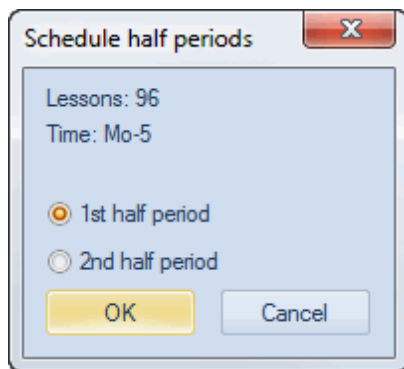 Schedule half periods
Lessons: 96
Time: Mo-5
1st half period
2nd half period
OK Cancel